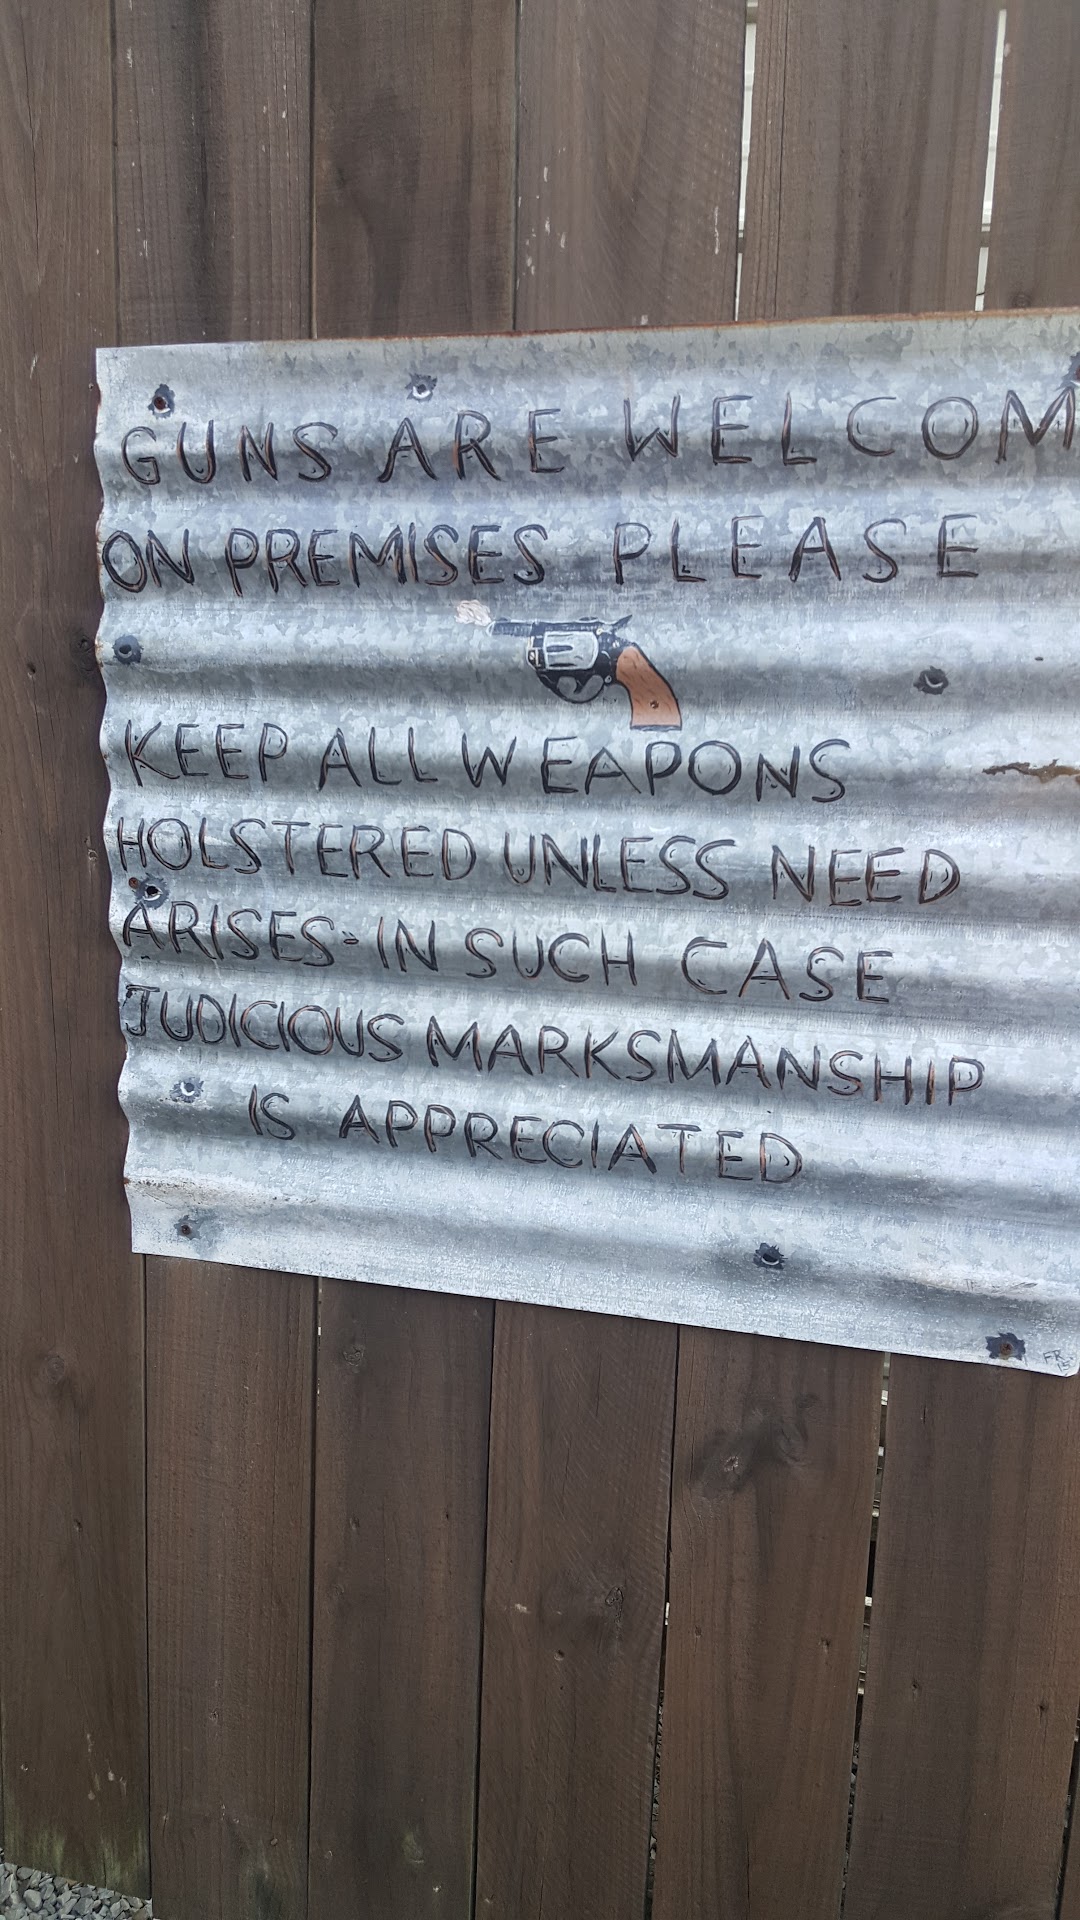 GUNS ARE WELCOM
ON PREMISES PLEASE
KEEP ALL WEAPONS
HOLSTERED UNLESS NEED
ARISES-IN SUCH CASE
JUDICIOUS MARKSMANSHIP
IS APPRECIATED
FR